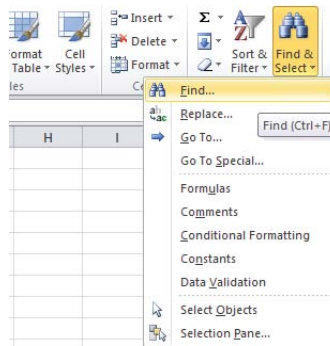 Insert
Delete
Format
Σ
ormat
Table
Cell
Styles
Sort &
Filter
Find &
Select
les
Find...
Replace...
Find (Ctrl+F)
Go To...
Go To Special...
Formulas
Comments
Conditional Formatting
Constants
Data Validation
Select Objects
Selection Pane...
H
I